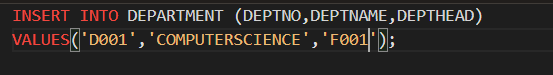 INSERT INTO DEPARTMENT (DEPTNO,DEPTNAME,DEPTHEAD)
VALUES('D001','COMPUTERSCIENCE','F001');